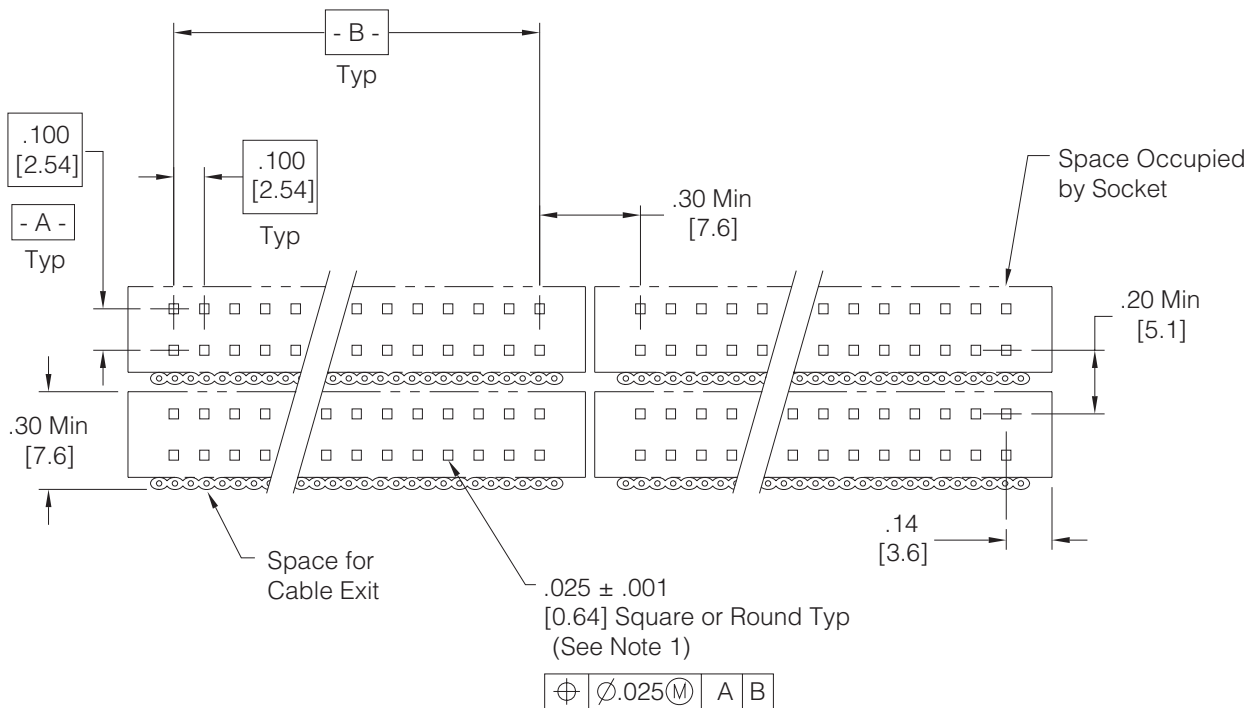 - B -
Typ
.100
[2.54]
- A -
Typ
.100
[2.54]
Typ
.30 Min
[7.6]
Space Occupied
by Socket
.20 Min
[5.1]
.30 Min
[7.6]
.14
[3.6]
Space for
Cable Exit
.025 ± .001
[0.64] Square or Round Typ
(See Note 1)
⌖ ∅.025Ⓜ A B